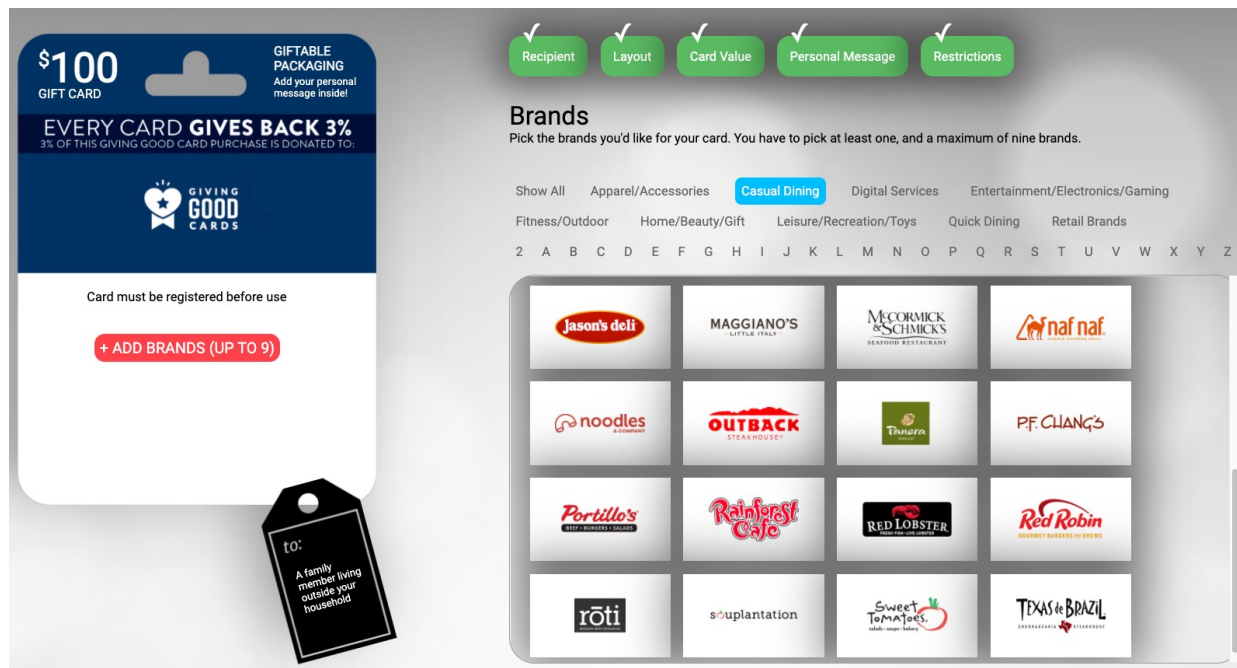 $100
GIFT CARD
GIFTABLE
PACKAGING
Add your personal
message inside!
EVERY CARD GIVES BACK 3%
3% OF THIS GIVING GOOD CARD PURCHASE IS DONATED TO:
GIVING
GOOD
CARDS
Card must be registered before use
+ ADD BRANDS (UP TO 9)
to:
A family
member living
outside your
household
Recipient Layout Card Value Personal Message Restrictions
Brands
Pick the brands you'd like for your card. You have to pick at least one, and a maximum of nine brands.
Show All Apparel/Accessories Casual Dining Digital Services Entertainment/Electronics/Gaming
Fitness/Outdoor Home/Beauty/Gift Leisure/Recreation/Toys Quick Dining Retail Brands
2 A B C D E F G H I J K L M N O P Q R S T U V W X Y Z
Jason's deli
MAGGIANO'S
LITTLE ITALY
McCORMICK
& SCHMICK'S
SEAFOOD RESTAURANT
naf naf
noodles
& COMPANY
OUTBACK
STEAKHOUSE
Panera
P.F. CHANG'S
Portillo's
BEEF • BURGERS • SALADS
Rainforest
Cafe
RED LOBSTER
FRESH FISH • LIVE LOBSTER
Red Robin
GOURMET BURGERS AND BREWS
rōti
souplantation
Sweet
Tomatoes
salads • soups • bakery
TEXAS de BRAZIL
CHURRASCARIA STEAKHOUSE